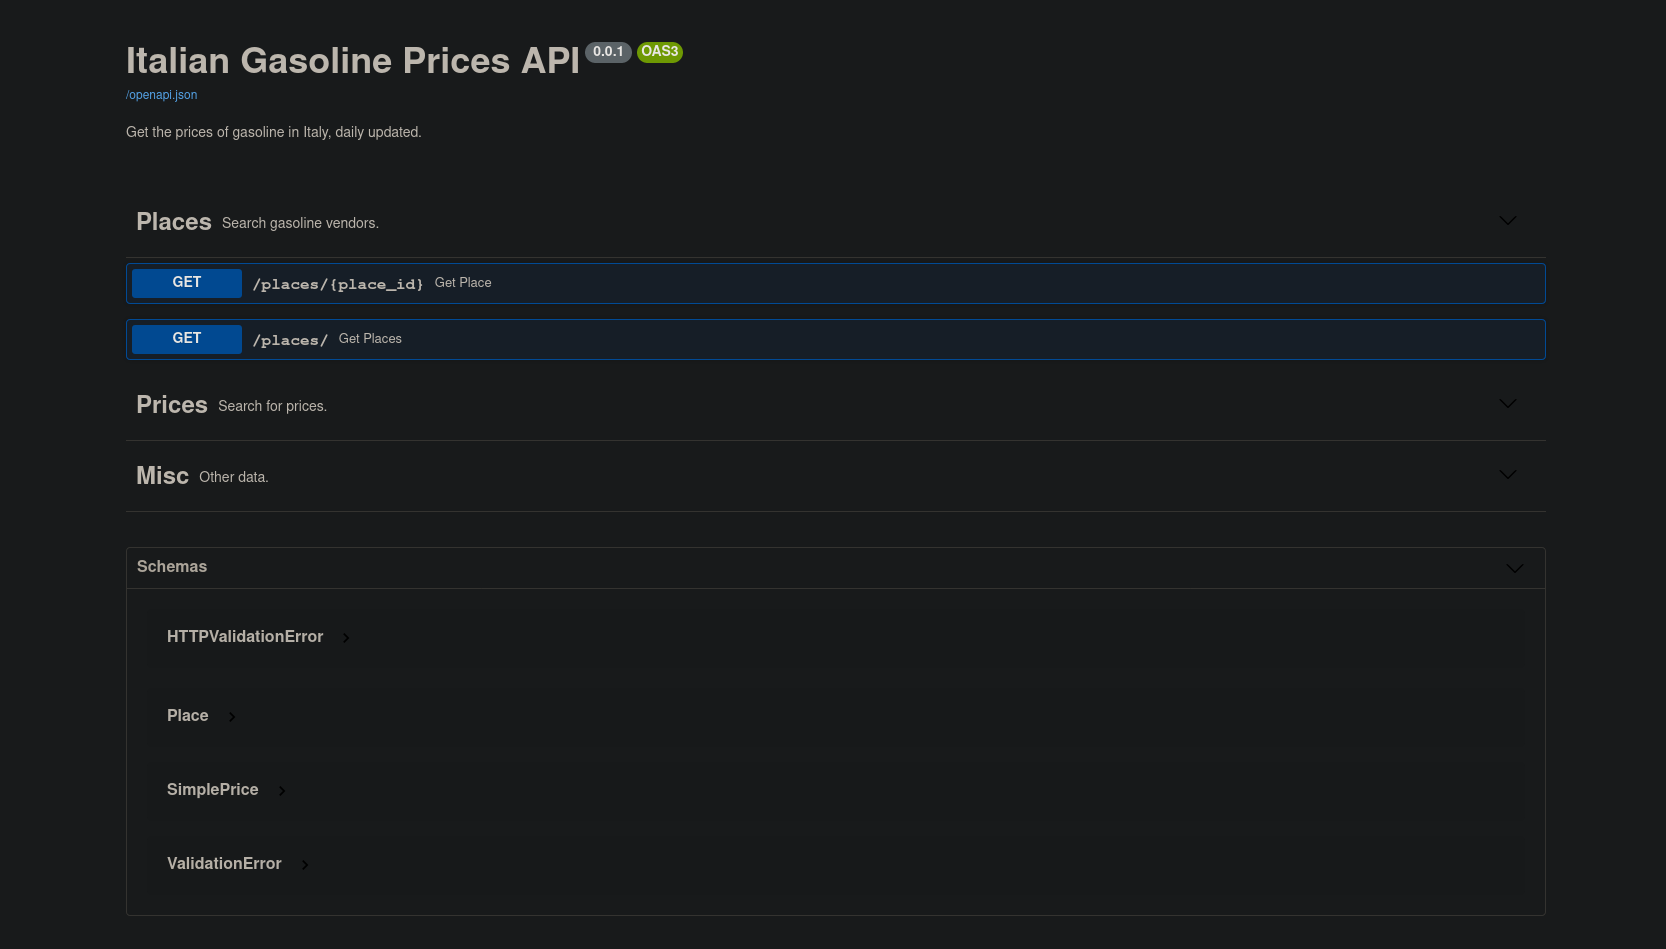 Italian Gasoline Prices API 0.0.1 OAS3
/openapi.json
Get the prices of gasoline in Italy, daily updated.
Places Search gasoline vendors.
GET /places/{place_id} Get Place
GET /places/ Get Places
Prices Search for prices.
Misc Other data.
Schemas
HTTPValidationError
Place
SimplePrice
ValidationError